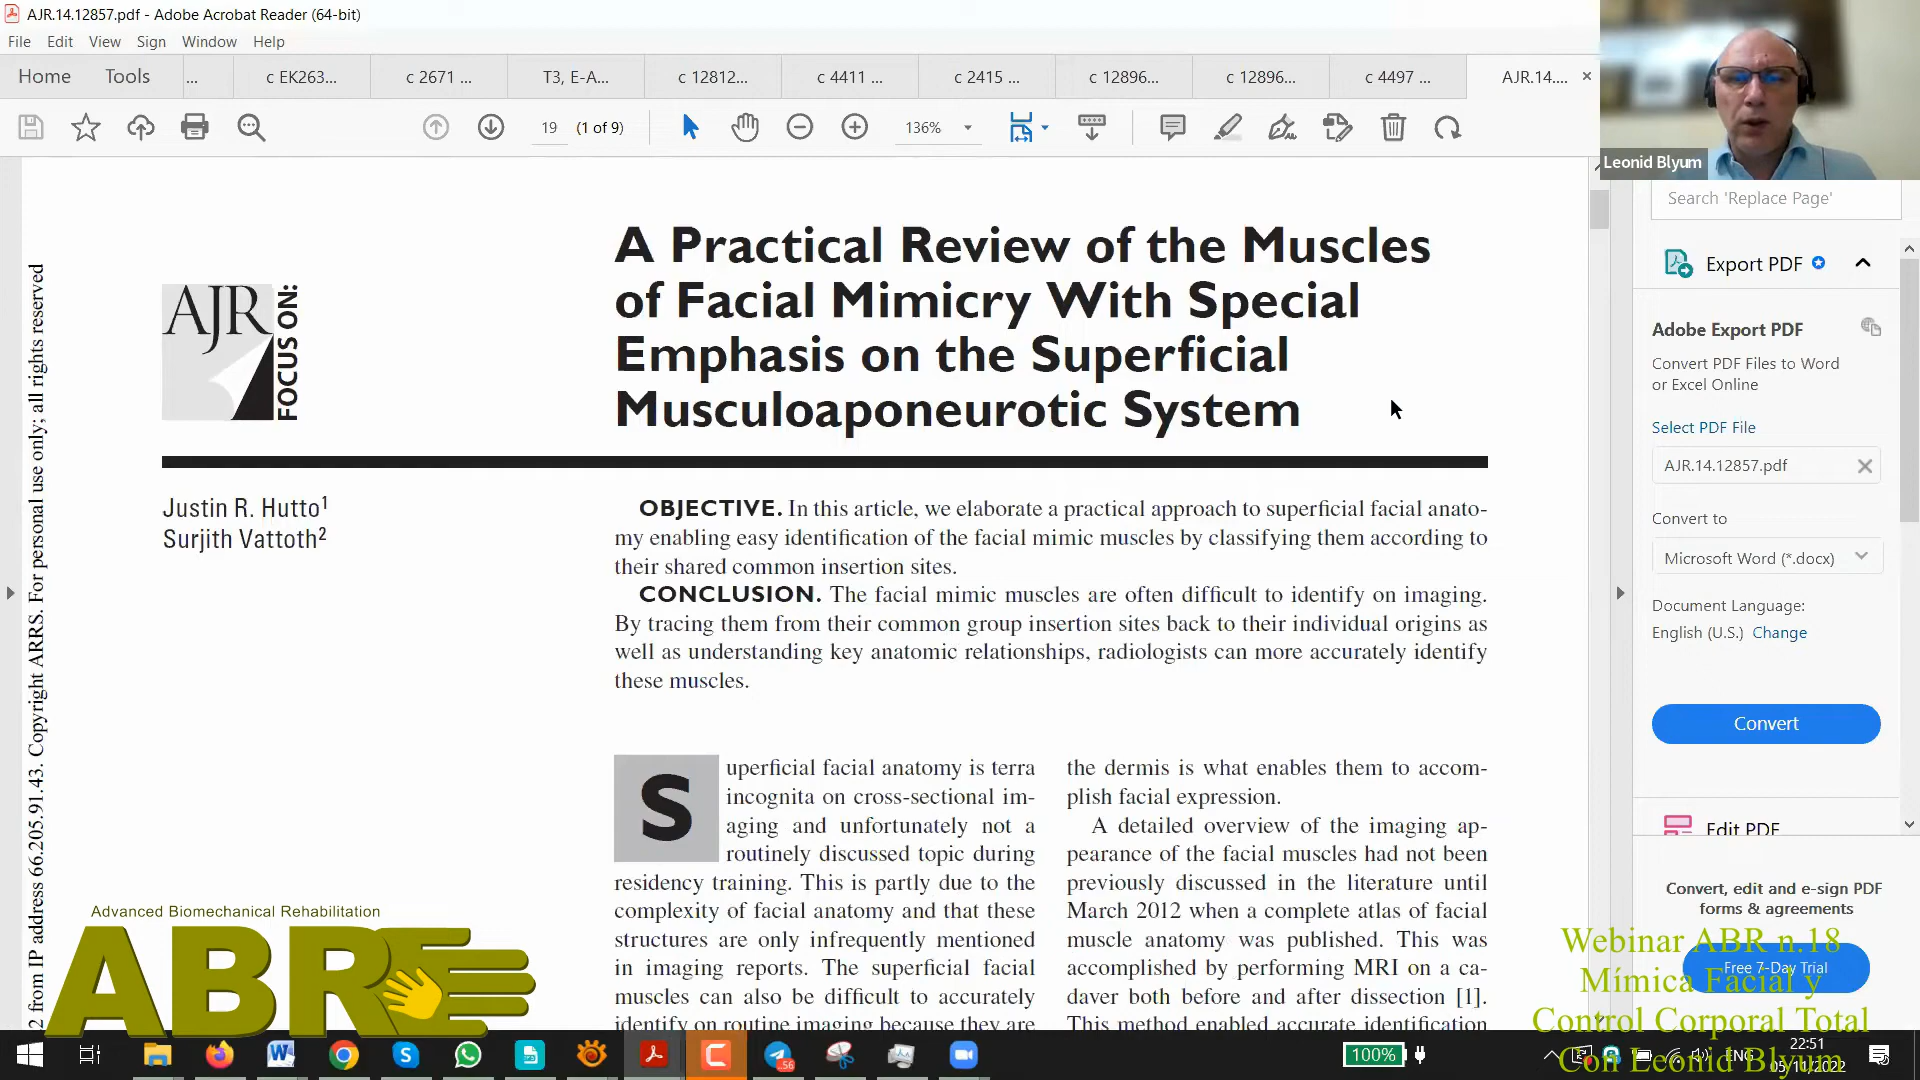 AJR.14.12857.pdf - Adobe Acrobat Reader (64-bit)
File Edit View Sign Window Help
Home Tools ... c EK263... c 2671 ... T3, E-A... c 12812... c 4411 ... c 2415 ... c 12896... c 12896... c 4497 ... AJR.14....
19 (1 of 9) 136%
Leonid Blyum
Search 'Replace Page'
Export PDF
Adobe Export PDF
Convert PDF Files to Word
or Excel Online
Select PDF File
AJR.14.12857.pdf
Convert to
Microsoft Word (*.docx)
Document Language:
English (U.S.) Change
Convert
Edit PDF
Convert, edit and e-sign PDF
forms & agreements
Free 7-Day Trial
2 from IP address 66.205.91.43. Copyright ARRS. For personal use only; all rights reserved
AJR
FOCUS ON:
A Practical Review of the Muscles
of Facial Mimicry With Special
Emphasis on the Superficial
Musculoaponeurotic System
Justin R. Hutto1
Surjith Vattoth2
OBJECTIVE. In this article, we elaborate a practical approach to superficial facial anato-
my enabling easy identification of the facial mimic muscles by classifying them according to
their shared common insertion sites.
CONCLUSION. The facial mimic muscles are often difficult to identify on imaging.
By tracing them from their common group insertion sites back to their individual origins as
well as understanding key anatomic relationships, radiologists can more accurately identify
these muscles.
Superficial facial anatomy is terra
incognita on cross-sectional im-
aging and unfortunately not a
routinely discussed topic during
residency training. This is partly due to the
complexity of facial anatomy and that these
structures are only infrequently mentioned
in imaging reports. The superficial facial
muscles can also be difficult to accurately
identify on routine imaging because they are
the dermis is what enables them to accom-
plish facial expression.
A detailed overview of the imaging ap-
pearance of the facial muscles had not been
previously discussed in the literature until
March 2012 when a complete atlas of facial
muscle anatomy was published. This was
accomplished by performing MRI on a ca-
daver both before and after dissection [1].
This method enabled accurate identification
Advanced Biomechanical Rehabilitation
ABR
Webinar ABR n.18
Mímica Facial y
Control Corporal Total
Con Leonid Blyum
56
100%
ENG
22:51
05/11/2022